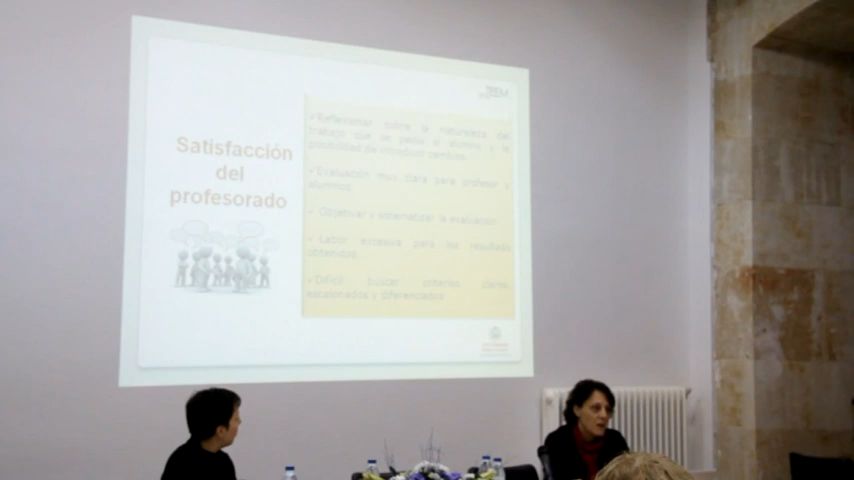 Satisfacción
del
profesorado
✓Reflexionar sobre la naturaleza del
trabajo que se pide al alumno y la
posibilidad de introducir cambios
✓Evaluación muy clara para profesor y
alumnos
✓ Objetivar y sistematizar la evaluación
✓Labor excesiva para los resultados
obtenidos
✓Difícil buscar criterios claros,
escalonados y diferenciados